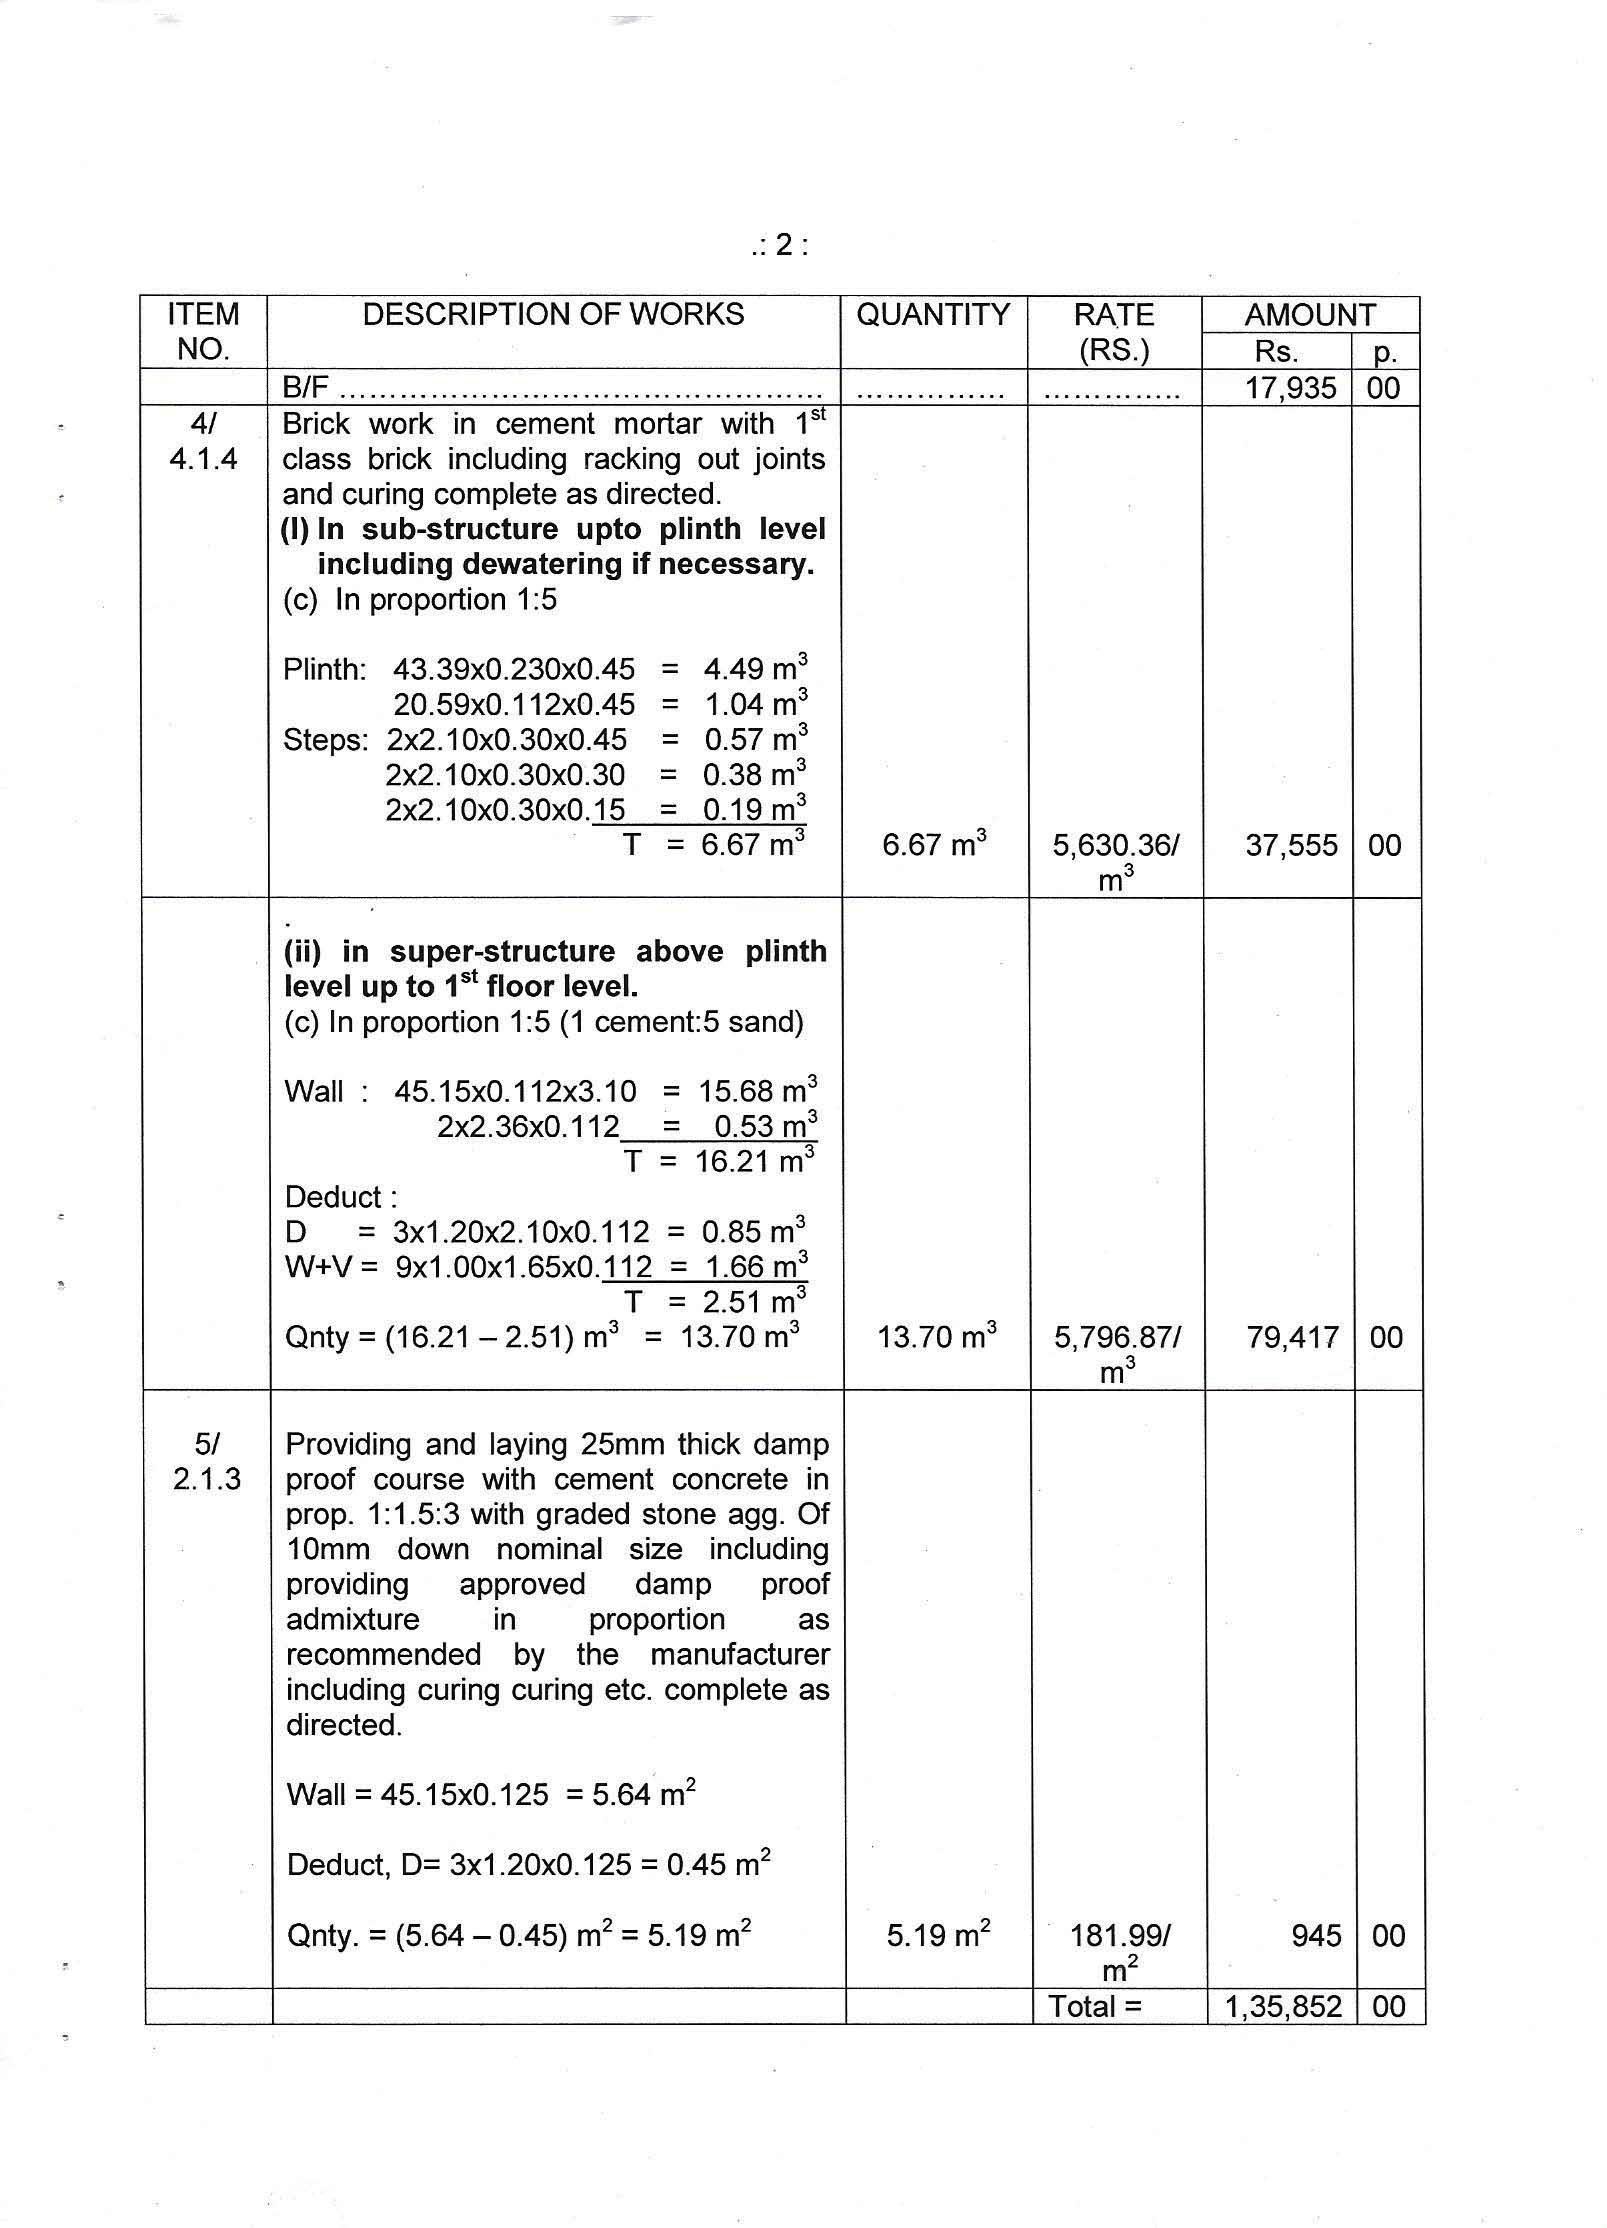 .: 2 :
ITEM NO. DESCRIPTION OF WORKS QUANTITY RATE (RS.) AMOUNT
Rs. p.
B/F ................................................ ............... .............. 17,935 00
4/ Brick work in cement mortar with 1st
4.1.4 class brick including racking out joints
and curing complete as directed.
(I) In sub-structure upto plinth level
including dewatering if necessary.
(c) In proportion 1:5
Plinth: 43.39x0.230x0.45 = 4.49 m³
20.59x0.112x0.45 = 1.04 m³
Steps: 2x2.10x0.30x0.45 = 0.57 m³
2x2.10x0.30x0.30 = 0.38 m³
2x2.10x0.30x0.15 = 0.19 m³
T = 6.67 m³ 6.67 m³ 5,630.36/ 37,555 00
m³
(ii) in super-structure above plinth
level up to 1st floor level.
(c) In proportion 1:5 (1 cement:5 sand)
Wall : 45.15x0.112x3.10 = 15.68 m³
2x2.36x0.112 = 0.53 m³
T = 16.21 m³
Deduct :
D = 3x1.20x2.10x0.112 = 0.85 m³
W+V = 9x1.00x1.65x0.112 = 1.66 m³
T = 2.51 m³
Qnty = (16.21 – 2.51) m³ = 13.70 m³ 13.70 m³ 5,796.87/ 79,417 00
m³
5/ Providing and laying 25mm thick damp
2.1.3 proof course with cement concrete in
prop. 1:1.5:3 with graded stone agg. Of
10mm down nominal size including
providing approved damp proof
admixture in proportion as
recommended by the manufacturer
including curing curing etc. complete as
directed.
Wall = 45.15x0.125 = 5.64 m²
Deduct, D= 3x1.20x0.125 = 0.45 m²
Qnty. = (5.64 – 0.45) m² = 5.19 m² 5.19 m² 181.99/ 945 00
m²
Total = 1,35,852 00